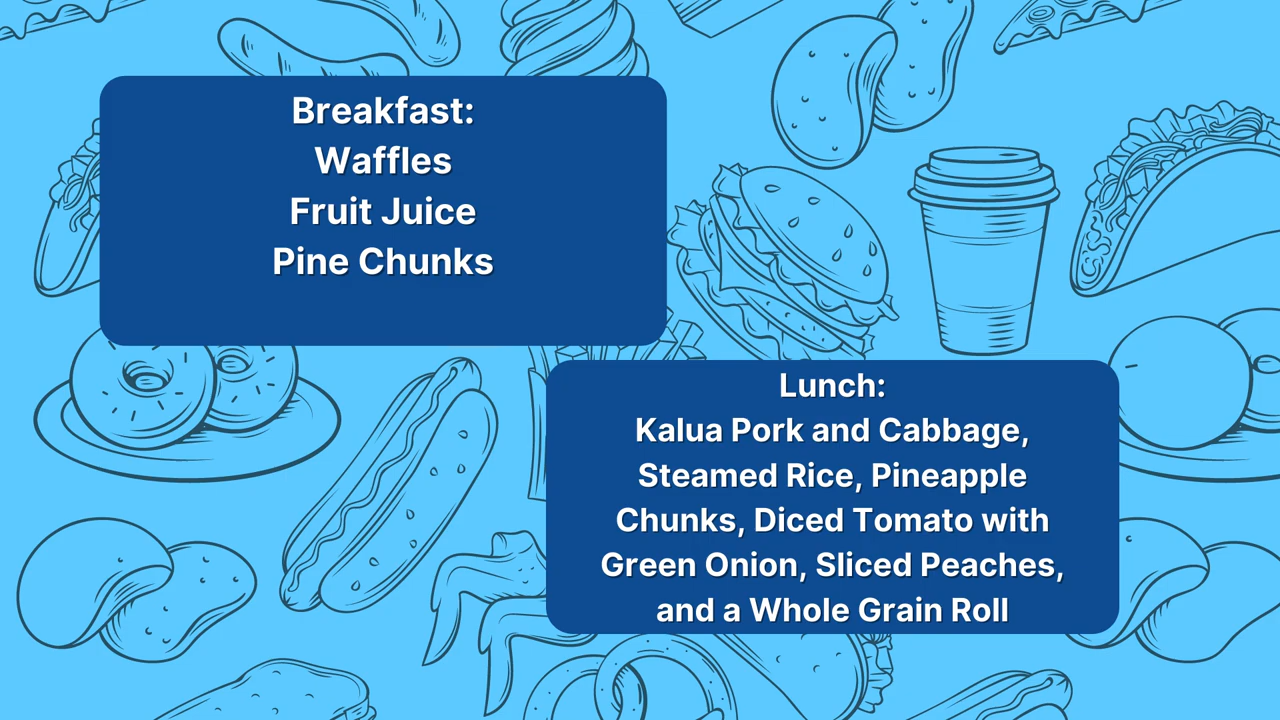 Breakfast:
Waffles
Fruit Juice
Pine Chunks
Lunch:
Kalua Pork and Cabbage,
Steamed Rice, Pineapple
Chunks, Diced Tomato with
Green Onion, Sliced Peaches,
and a Whole Grain Roll